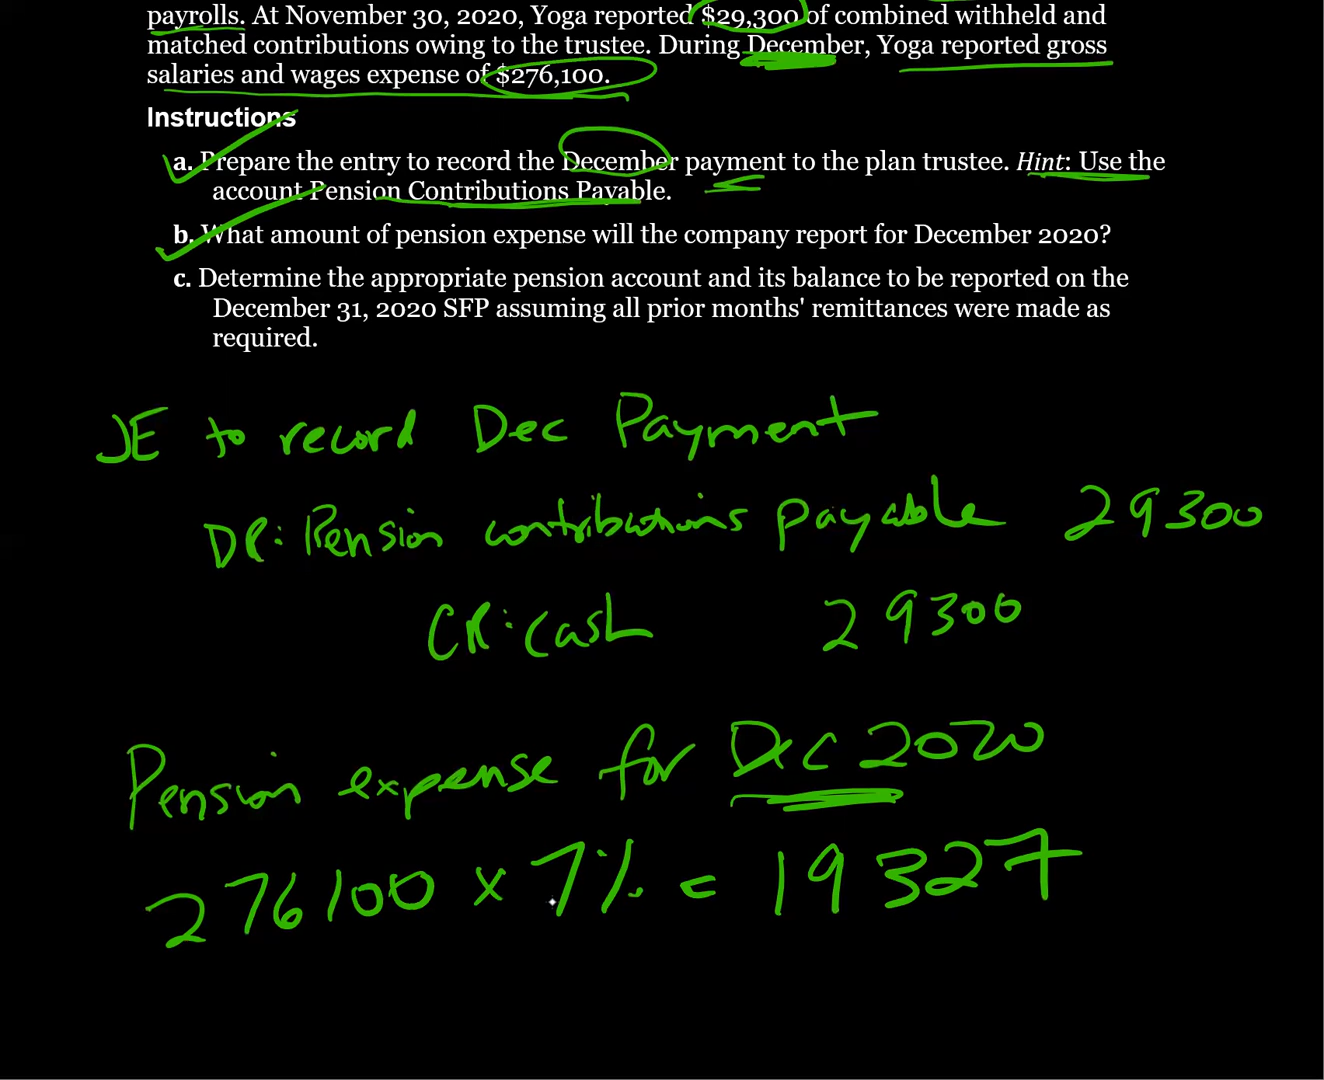 payrolls. At November 30, 2020, Yoga reported $29,300 of combined withheld and
matched contributions owing to the trustee. During December, Yoga reported gross
salaries and wages expense of $276,100.
Instructions
a. Prepare the entry to record the December payment to the plan trustee. Hint: Use the
account Pension Contributions Payable.
b. What amount of pension expense will the company report for December 2020?
c. Determine the appropriate pension account and its balance to be reported on the
December 31, 2020 SFP assuming all prior months' remittances were made as
required.
JE to record Dec Payment
DR: Pension contributions payable 29300
CR: cash 29300
Pension expense for Dec 2020
276100 x 7% = 19327